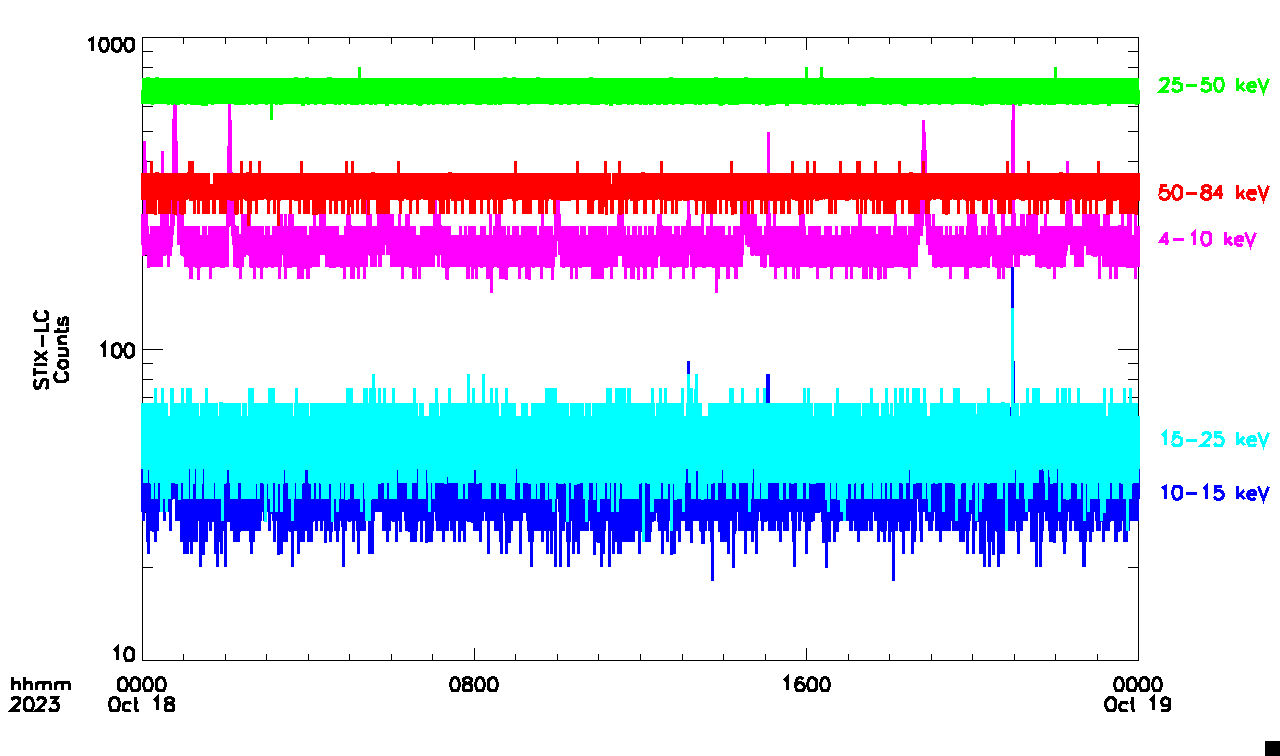 1000
25-50 keV
50-84 keV
4-10 keV
STIX-LC
Counts
100
15-25 keV
10-15 keV
10
hhmm 0000 0800 1600 0000
2023 Oct 18 Oct 19